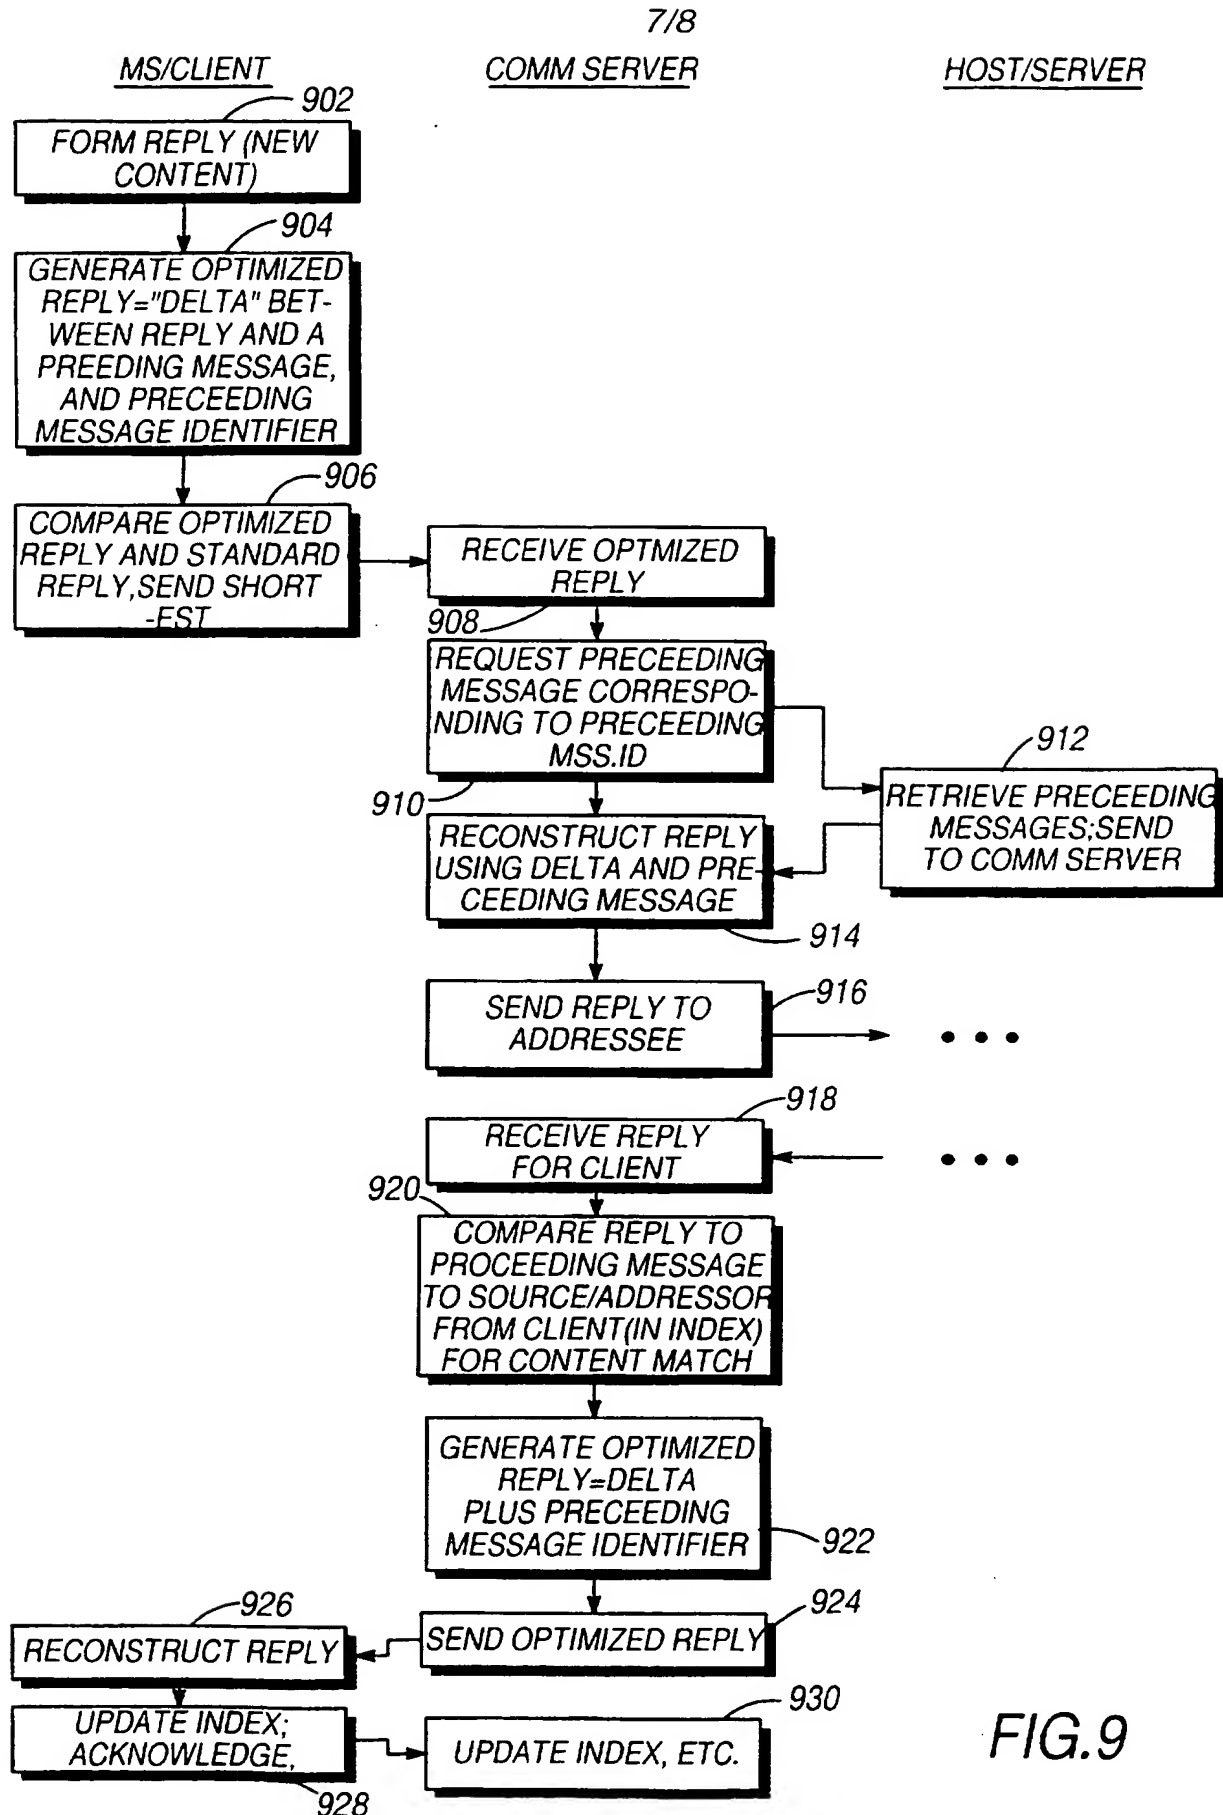 7/8
MS/CLIENT
COMM SERVER
HOST/SERVER
902
FORM REPLY (NEW
CONTENT)
904
GENERATE OPTIMIZED
REPLY="DELTA" BET-
WEEN REPLY AND A
PREEDING MESSAGE,
AND PRECEEDING
MESSAGE IDENTIFIER
906
COMPARE OPTIMIZED
REPLY AND STANDARD
REPLY,SEND SHORT
-EST
RECEIVE OPTMIZED
REPLY
908
REQUEST PRECEEDING
MESSAGE CORRESPO-
NDING TO PRECEEDING
MSS.ID
910
912
RETRIEVE PRECEEDING
MESSAGES;SEND
TO COMM SERVER
RECONSTRUCT REPLY
USING DELTA AND PRE-
CEEDING MESSAGE
914
SEND REPLY TO
ADDRESSEE
916
• • •
918
RECEIVE REPLY
FOR CLIENT
• • •
920
COMPARE REPLY TO
PROCEEDING MESSAGE
TO SOURCE/ADDRESSOR
FROM CLIENT(IN INDEX)
FOR CONTENT MATCH
GENERATE OPTIMIZED
REPLY=DELTA
PLUS PRECEEDING
MESSAGE IDENTIFIER
922
924
SEND OPTIMIZED REPLY
926
RECONSTRUCT REPLY
UPDATE INDEX;
ACKNOWLEDGE,
928
930
UPDATE INDEX, ETC.
FIG.9